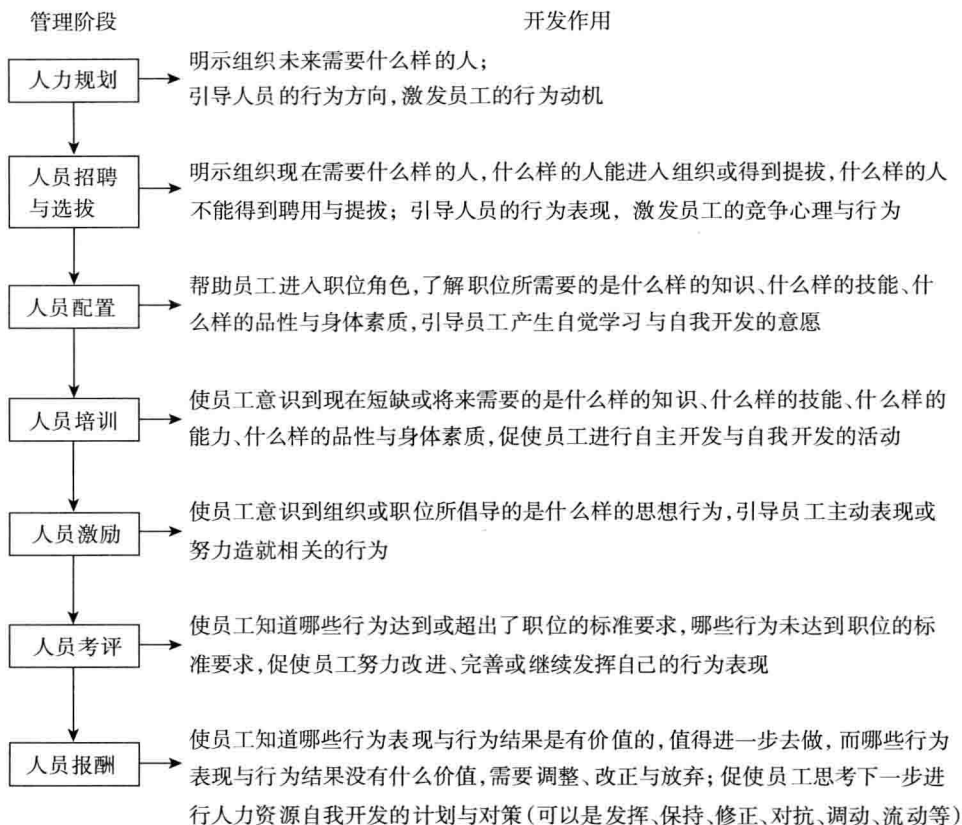 管理阶段 开发作用
人力规划
明示组织未来需要什么样的人;
引导人员的行为方向,激发员工的行为动机
人员招聘
与选拔
明示组织现在需要什么样的人,什么样的人能进入组织或得到提拔,什么样的人
不能得到聘用与提拔;引导人员的行为表现,激发员工的竞争心理与行为
人员配置
帮助员工进入职位角色,了解职位所需要的是什么样的知识、什么样的技能、什
么样的品性与身体素质,引导员工产生自觉学习与自我开发的意愿
人员培训
使员工意识到现在短缺或将来需要的是什么样的知识、什么样的技能、什么样的
能力、什么样的品性与身体素质,促使员工进行自主开发与自我开发的活动
人员激励
使员工意识到组织或职位所倡导的是什么样的思想行为,引导员工主动表现或
努力造就相关的行为
人员考评
使员工知道哪些行为达到或超出了职位的标准要求,哪些行为未达到职位的标
准要求,促使员工努力改进、完善或继续发挥自己的行为表现
人员报酬
使员工知道哪些行为表现与行为结果是有价值的,值得进一步去做,而哪些行为
表现与行为结果没有什么价值,需要调整、改正与放弃;促使员工思考下一步进
行人力资源自我开发的计划与对策(可以是发挥、保持、修正、对抗、调动、流动等)